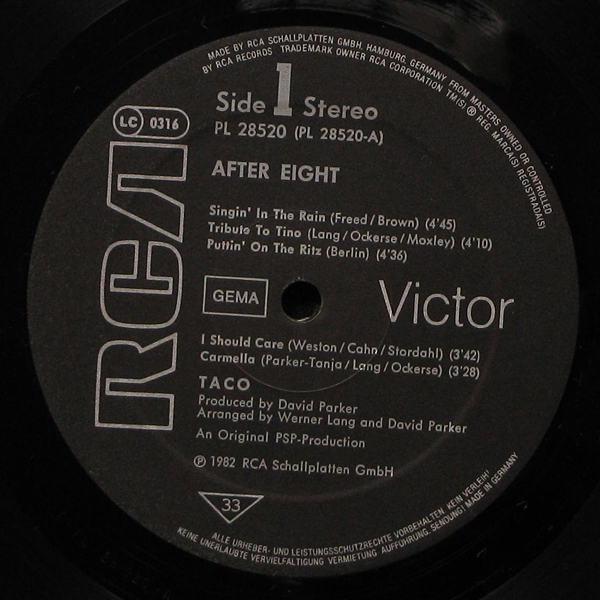 MADE BY RCA SCHALLPLATTEN GMBH, HAMBURG, GERMANY FROM MASTERS OWNED OR CONTROLLED
BY RCA RECORDS TRADEMARK OWNER RCA CORPORATION TM(S) ® REG. MARCA(S) REGISTRADA(S)
Side 1 Stereo
LC 0316
PL 28520 (PL 28520-A)
AFTER EIGHT
RCA
Singin' In The Rain (Freed/Brown) (4'45)
Tribute To Tino (Lang/Ockerse/Moxley) (4'10)
Puttin' On The Ritz (Berlin) (4'36)
GEMA
Victor
I Should Care (Weston/Cahn/Stordahl) (3'42)
Carmella (Parker-Tanja/Lang/Ockerse) (3'28)
TACO
Produced by David Parker
Arranged by Werner Lang and David Parker
An Original PSP-Production
℗ 1982 RCA Schallplatten GmbH
33
ALLE URHEBER- UND LEISTUNGSSCHUTZRECHTE VORBEHALTEN. KEIN VERLEIH!
KEINE UNERLAUBTE VERVIELFÄLTIGUNG VERMIETUNG AUFFÜHRUNG, SENDUNG! MADE IN GERMANY